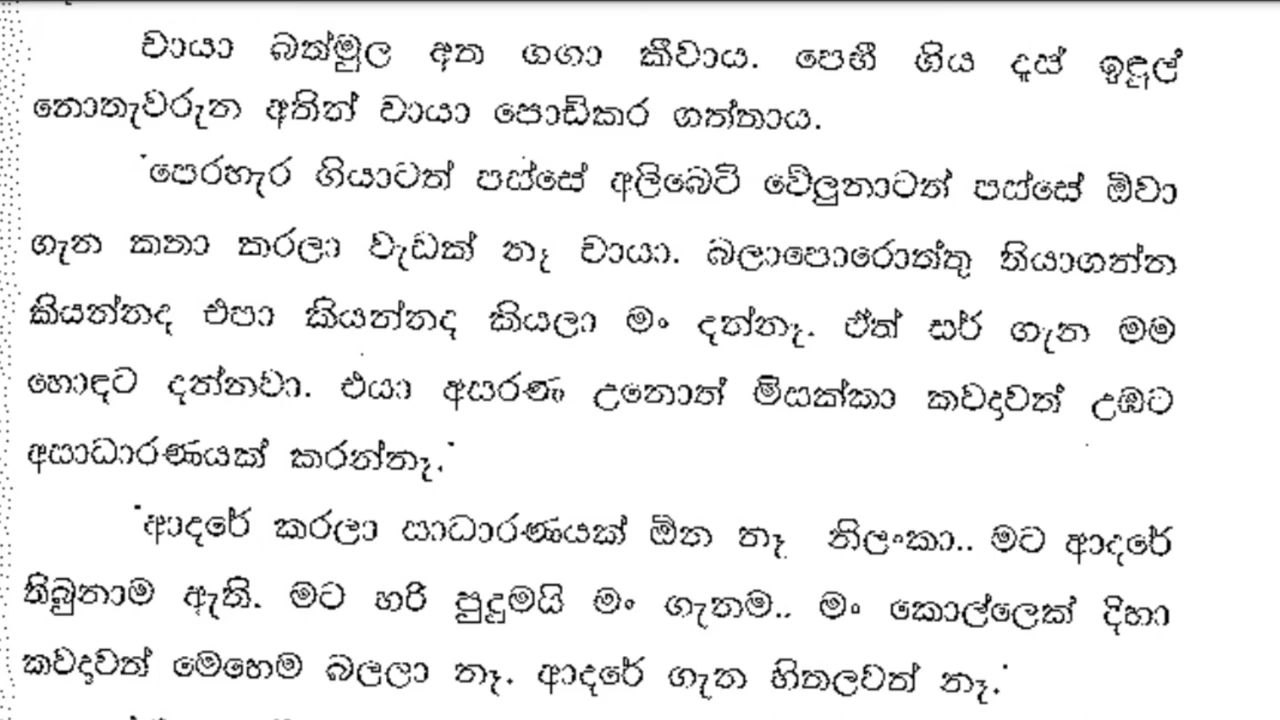 චායා බත්මුල අත ගගා කීවාය. පෙඟී ගිය දූස් ඉඳුල්
නොතැවරුන අතින් චායා පොඩිකර ගත්තාය.
'පෙරහැර ගියාටත් පස්සේ අලිබෙටි වේලුනාටත් පස්සේ ඕවා
ගැන කතා කරලා වැඩක් නෑ චායා. බලාපොරොත්තු තියාගන්න
කියන්නද එපා කියන්නද කියලා මං දන්නෑ. ඒත් සර් ගැන මම
හොඳට දන්නවා. එයා අසරණ උනොත් මිසක්කා කවදාවත් උඹට
අසාධාරණයක් කරන්නෑ.'
'ආදරේ කරලා සාධාරණයක් ඕන නෑ නිලංකා.. මට ආදරේ
තිබුනාම ඇති. මට හරි පුදුමයි මං ගැනම.. මං කොල්ලෙක් දිහා
කවදාවත් මෙහෙම බලලා නෑ. ආදරේ ගැන හිතලවත් නෑ.'